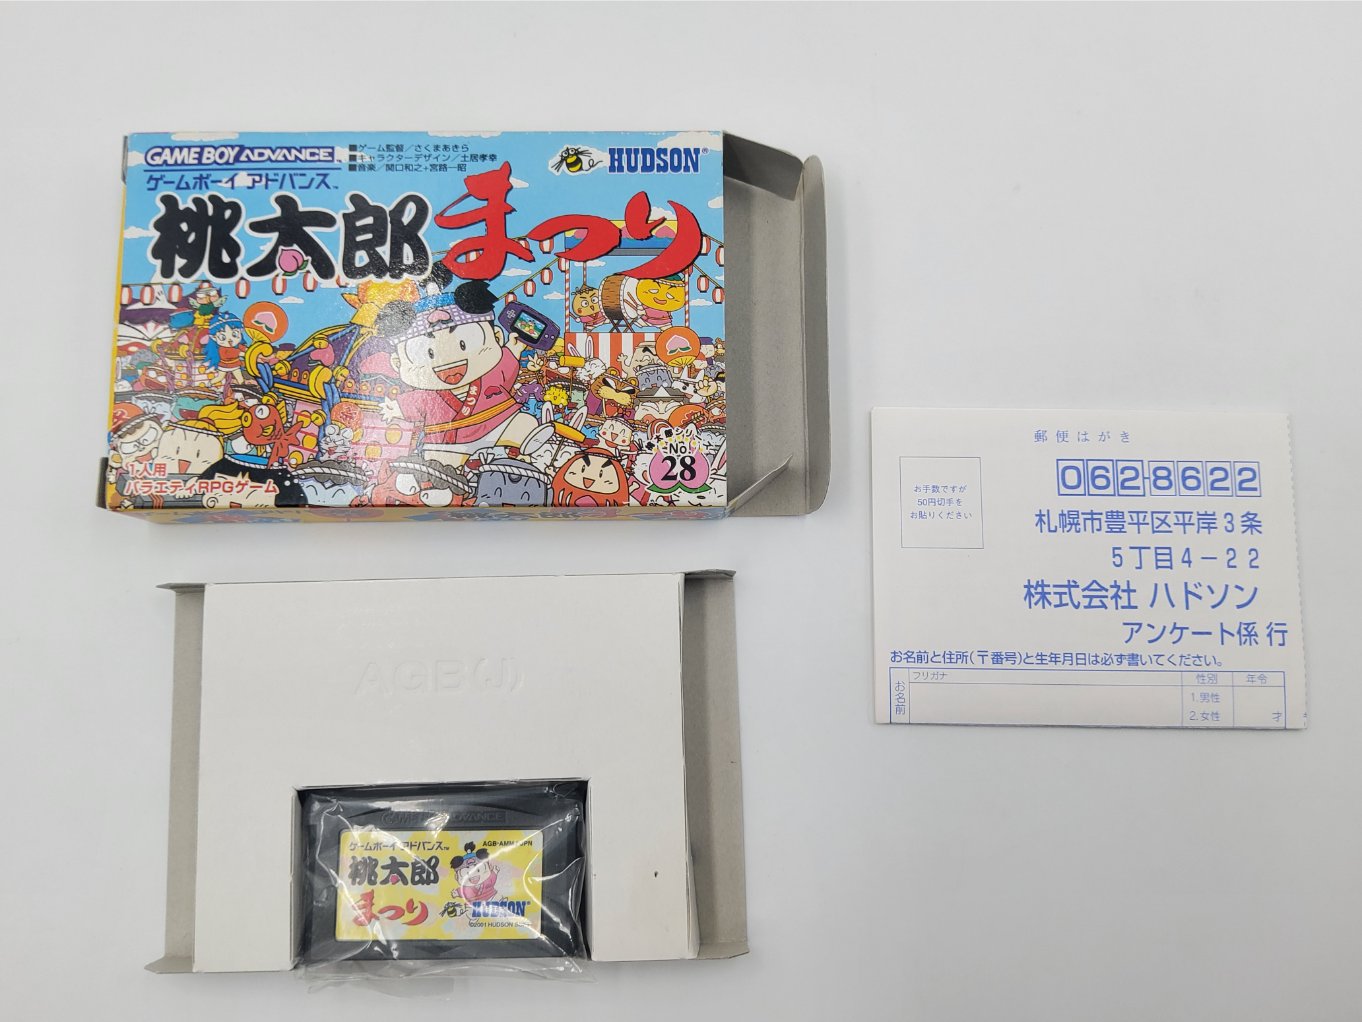 GAME BOY ADVANCE
ゲームボーイ アドバンス™
■ゲーム監督/さくまあきら
■キャラクターデザイン/土居孝幸
■音楽/関口和之+宮路一昭
HUDSON®
桃太郎まつり
1人用
バラエティRPGゲーム
No.
28
郵便はがき
お手数ですが
50円切手を
お貼りください
062-8622
札幌市豊平区平岸3条
5丁目4-22
株式会社 ハドソン
アンケート係 行
お名前と住所(〒番号)と生年月日は必ず書いてください。
お名前
フリガナ
性別
年令
1.男性
2.女性
才
AGB(J)
GAME BOY ADVANCE
ゲームボーイ アドバンス™
桃太郎
まつり
HUDSON®
©2001 HUDSON SOFT